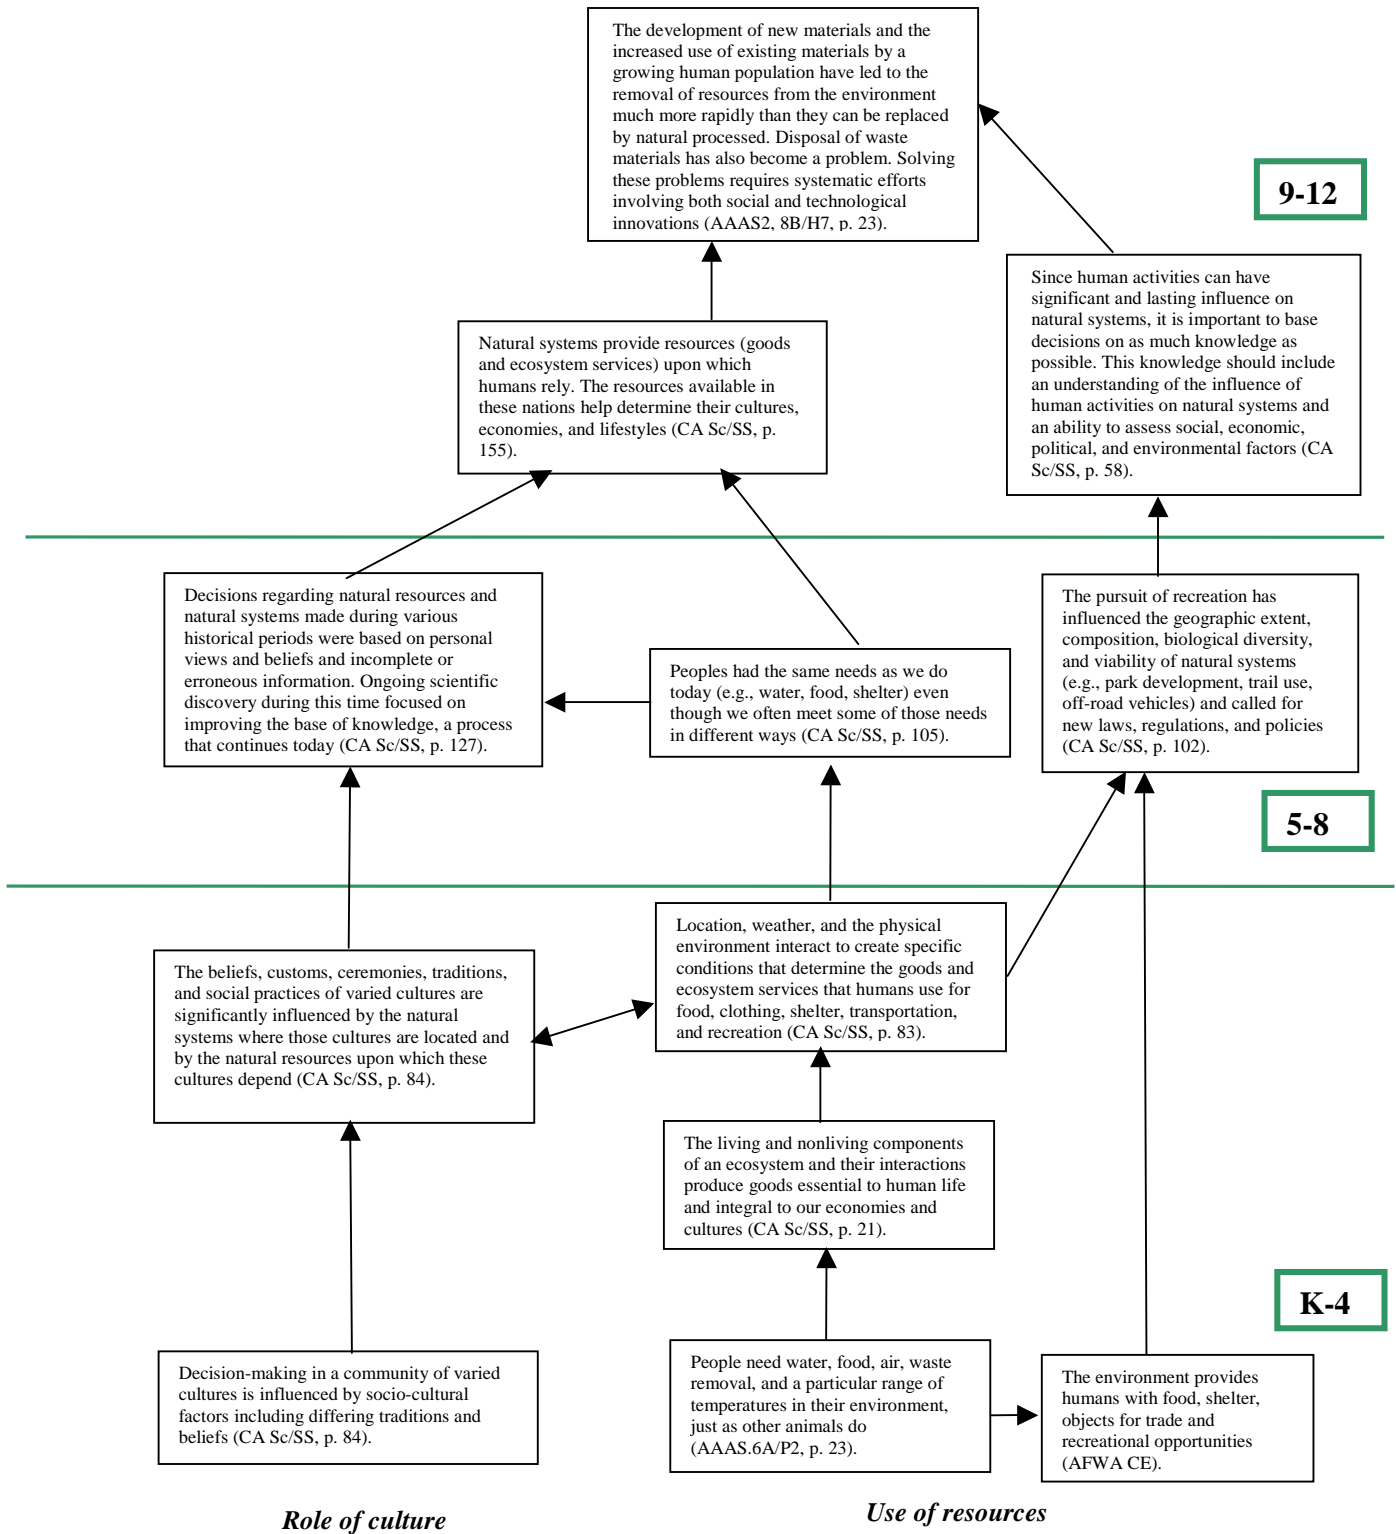 The development of new materials and the
increased use of existing materials by a
growing human population have led to the
removal of resources from the environment
much more rapidly than they can be replaced
by natural processed. Disposal of waste
materials has also become a problem. Solving
these problems requires systematic efforts
involving both social and technological
innovations (AAAS2, 8B/H7, p. 23).
9-12
Since human activities can have
significant and lasting influence on
natural systems, it is important to base
decisions on as much knowledge as
possible. This knowledge should include
an understanding of the influence of
human activities on natural systems and
an ability to assess social, economic,
political, and environmental factors (CA
Sc/SS, p. 58).
Natural systems provide resources (goods
and ecosystem services) upon which
humans rely. The resources available in
these nations help determine their cultures,
economies, and lifestyles (CA Sc/SS, p.
155).
Decisions regarding natural resources and
natural systems made during various
historical periods were based on personal
views and beliefs and incomplete or
erroneous information. Ongoing scientific
discovery during this time focused on
improving the base of knowledge, a process
that continues today (CA Sc/SS, p. 127).
Peoples had the same needs as we do
today (e.g., water, food, shelter) even
though we often meet some of those needs
in different ways (CA Sc/SS, p. 105).
The pursuit of recreation has
influenced the geographic extent,
composition, biological diversity,
and viability of natural systems
(e.g., park development, trail use,
off-road vehicles) and called for
new laws, regulations, and policies
(CA Sc/SS, p. 102).
5-8
The beliefs, customs, ceremonies, traditions,
and social practices of varied cultures are
significantly influenced by the natural
systems where those cultures are located and
by the natural resources upon which these
cultures depend (CA Sc/SS, p. 84).
Location, weather, and the physical
environment interact to create specific
conditions that determine the goods and
ecosystem services that humans use for
food, clothing, shelter, transportation,
and recreation (CA Sc/SS, p. 83).
The living and nonliving components
of an ecosystem and their interactions
produce goods essential to human life
and integral to our economies and
cultures (CA Sc/SS, p. 21).
K-4
Decision-making in a community of varied
cultures is influenced by socio-cultural
factors including differing traditions and
beliefs (CA Sc/SS, p. 84).
People need water, food, air, waste
removal, and a particular range of
temperatures in their environment,
just as other animals do
(AAAS.6A/P2, p. 23).
The environment provides
humans with food, shelter,
objects for trade and
recreational opportunities
(AFWA CE).
Role of culture
Use of resources